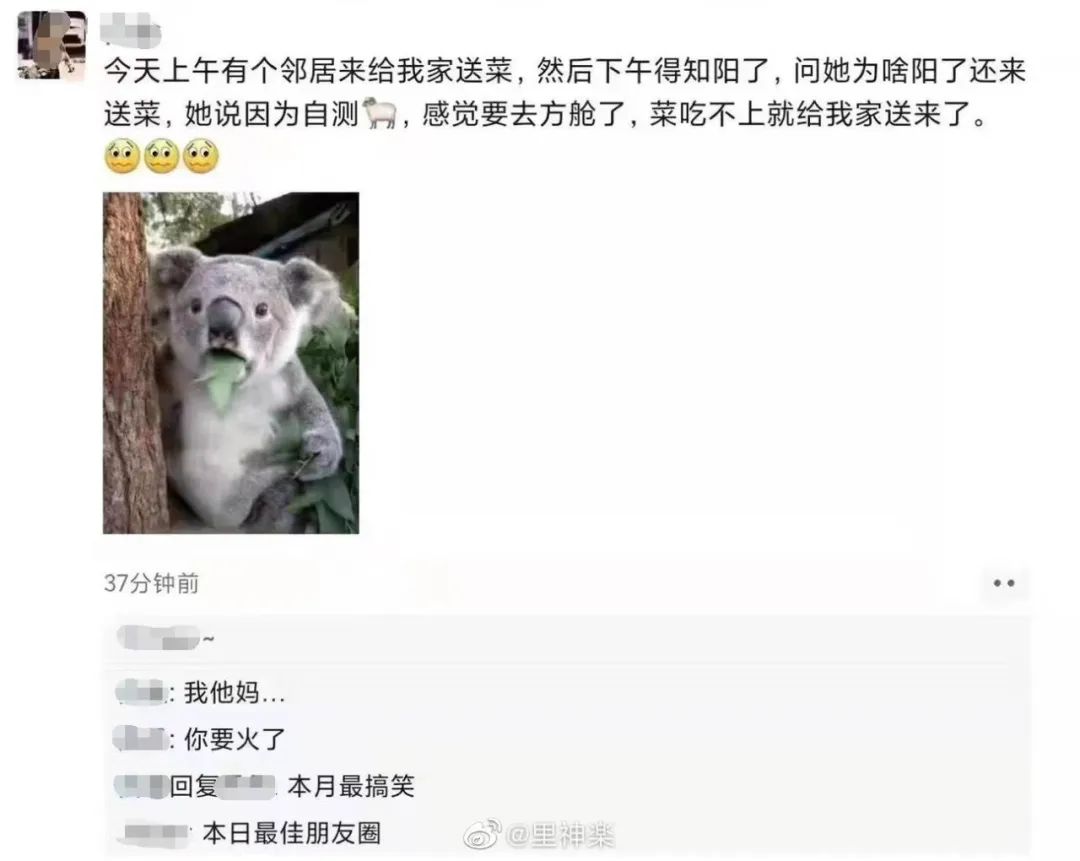 今天上午有个邻居来给我家送菜，然后下午得知阳了，问她为啥阳了还来
送菜，她说因为自测🐑，感觉要去方舱了，菜吃不上就给我家送来了。
37分钟前
~
: 我他妈...
: 你要火了
回复 本月最搞笑
: 本日最佳朋友圈
@里神楽